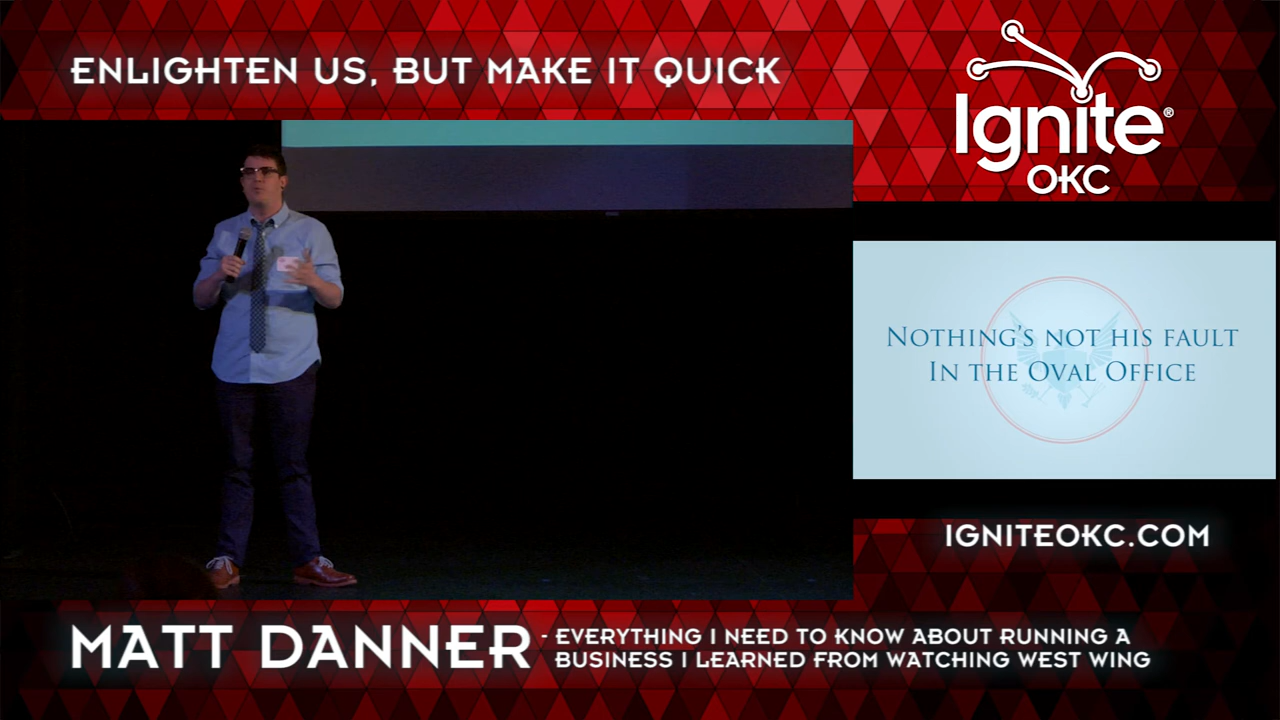 ENLIGHTEN US, BUT MAKE IT QUICK
Ignite®
OKC
NOTHING'S NOT HIS FAULT
IN THE OVAL OFFICE
IGNITEOKC.COM
MATT DANNER
- EVERYTHING I NEED TO KNOW ABOUT RUNNING A
BUSINESS I LEARNED FROM WATCHING WEST WING